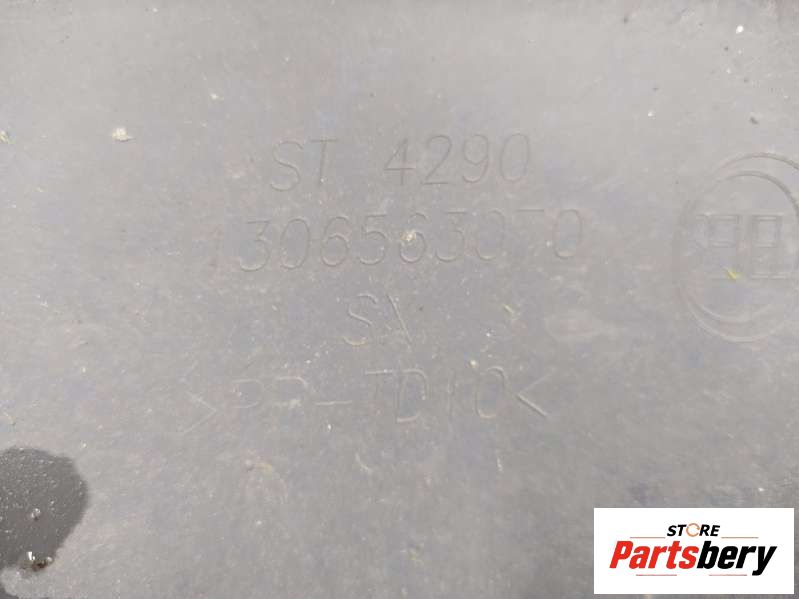 ST 4290
1306563070
SX
>PP-TD10<
STORE
Partsbery